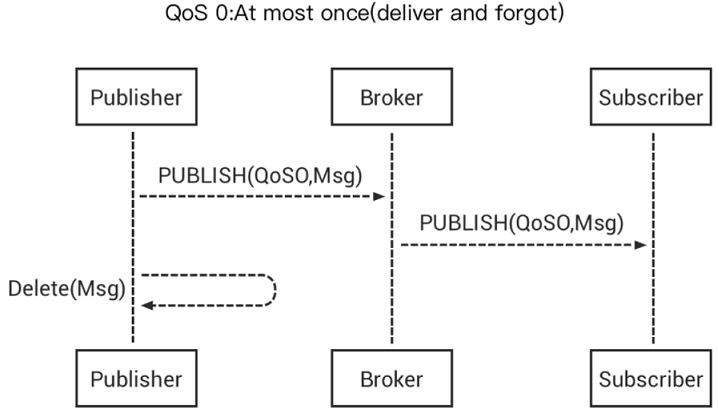 QoS 0:At most once(deliver and forgot)
Publisher
Broker
Subscriber
PUBLISH(QoSO,Msg)
PUBLISH(QoSO,Msg)
Delete(Msg)
Publisher
Broker
Subscriber